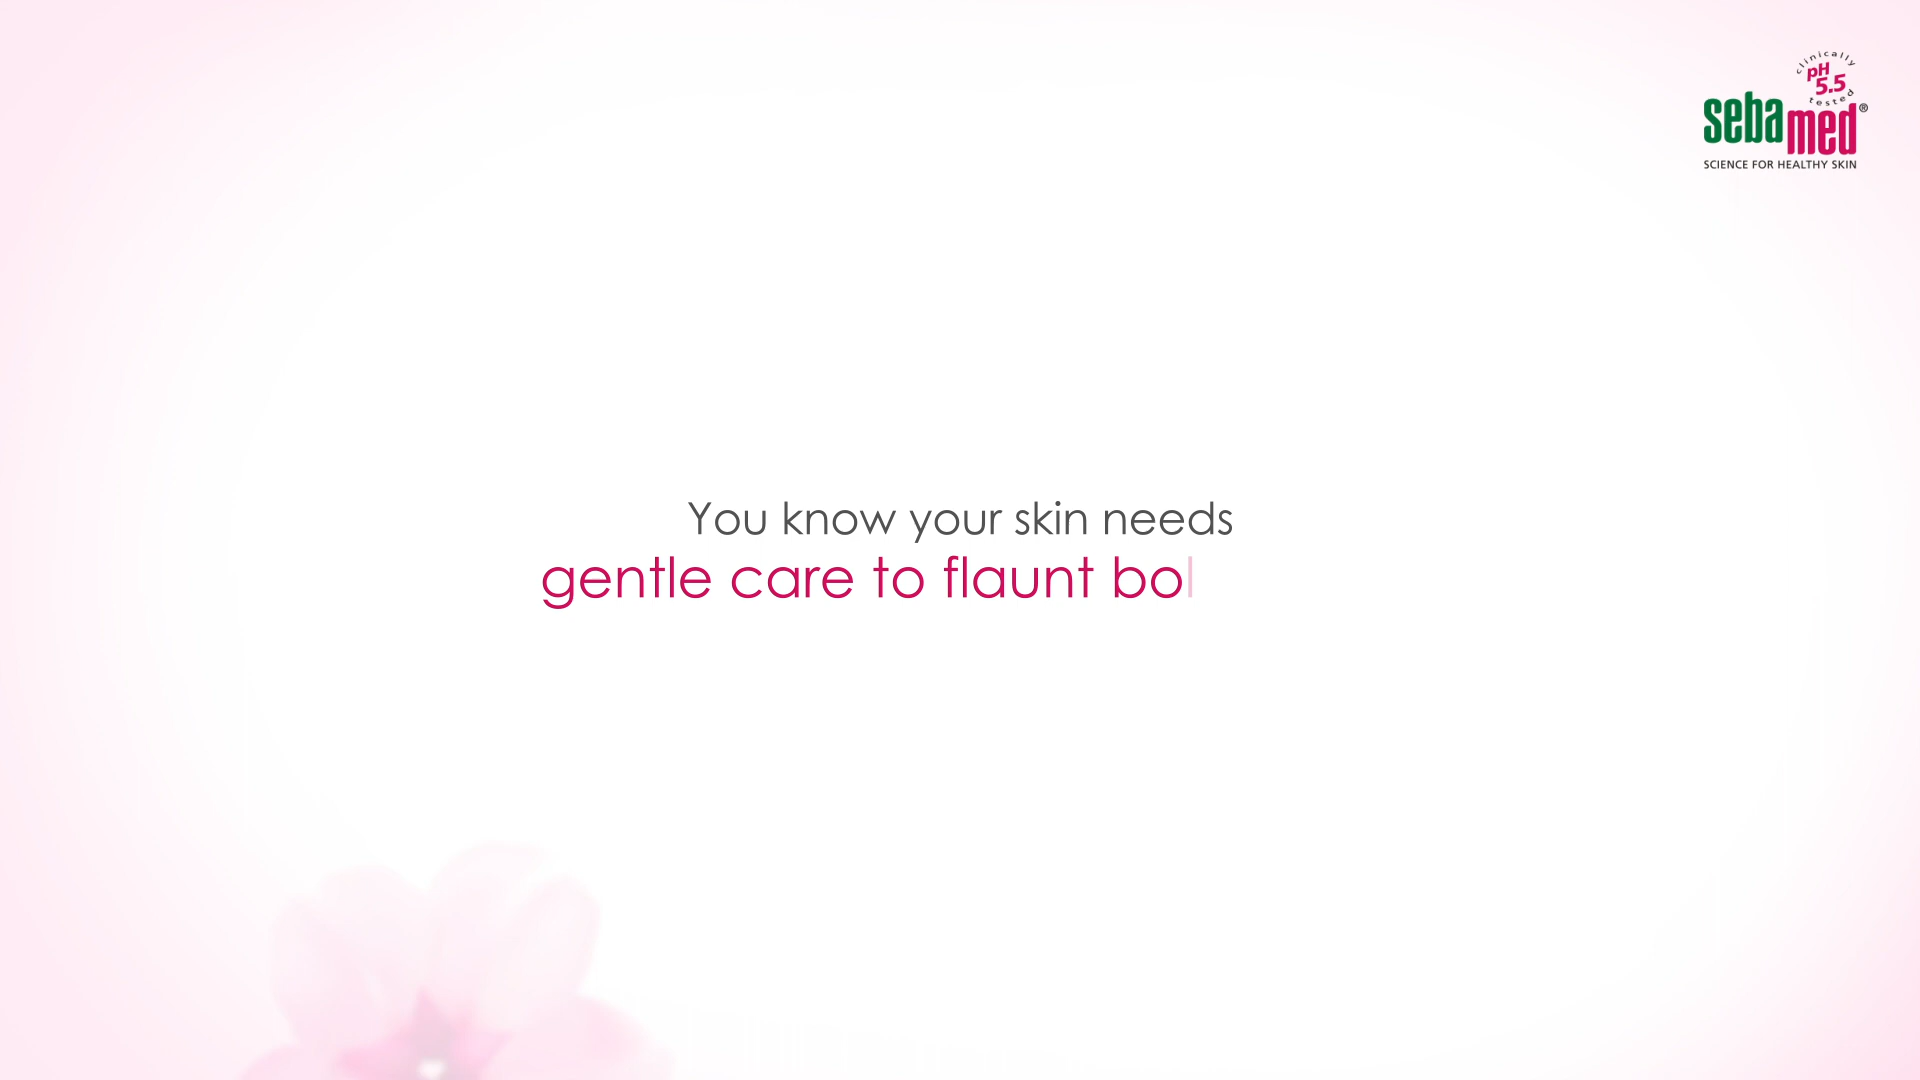 clinically
pH
5.5
tested
sebamed®
SCIENCE FOR HEALTHY SKIN
You know your skin needs
gentle care to flaunt bol